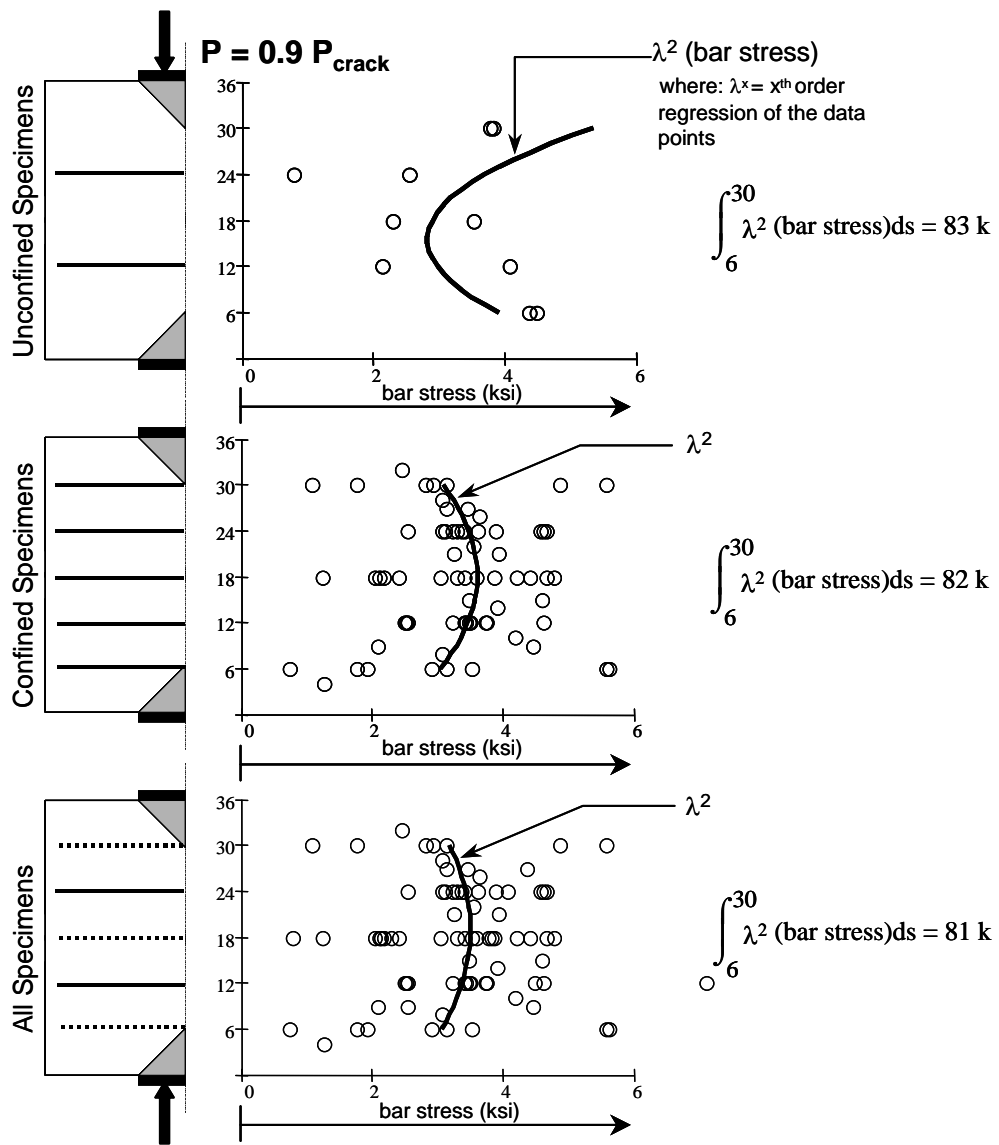 P = 0.9 Pcrack
λ² (bar stress)
where: λˣ = xᵗʰ order
regression of the data
points
Unconfined Specimens
36
30
24
18
12
6
0 2 4 6
bar stress (ksi)
∫₆³⁰ λ² (bar stress)ds = 83 k
Confined Specimens
λ²
36
30
24
18
12
6
0 2 4 6
bar stress (ksi)
∫₆³⁰ λ² (bar stress)ds = 82 k
All Specimens
λ²
36
30
24
18
12
6
0 2 4 6
bar stress (ksi)
∫₆³⁰ λ² (bar stress)ds = 81 k